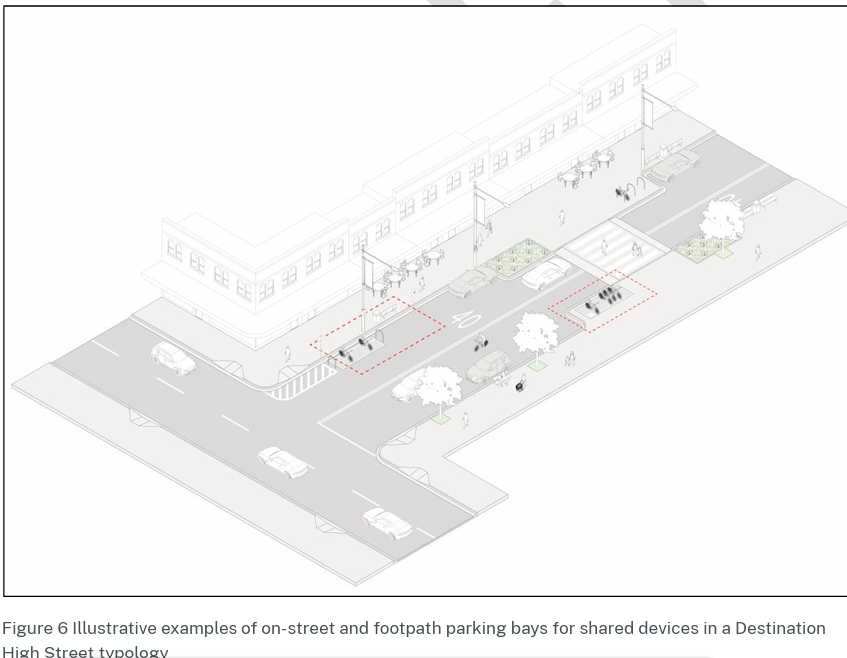 40
Figure 6 Illustrative examples of on-street and footpath parking bays for shared devices in a Destination
High Street typology